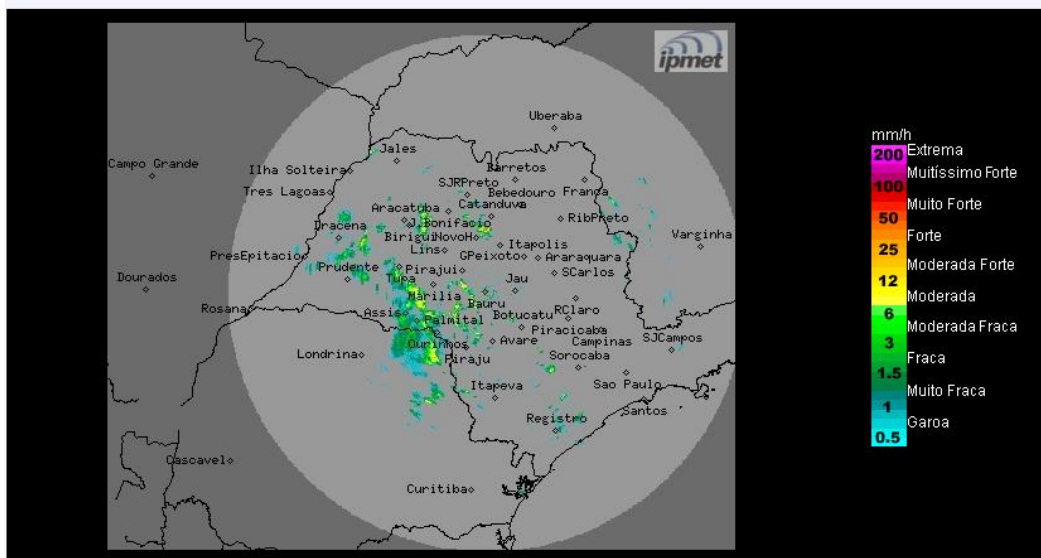 ipmet
Uberaba
Jales
Campo Grande
Ilha Solteira
Barretos
SJRPreto
Tres Lagoas
Bebedouro
Franca
Aracatuba
Catanduva
J.Bonifacio
RibPreto
Dracena
Birigui
NovoH
Varginha
Lins
Itapolis
PresEpitacio
GPeixoto
Araraquara
Prudente
Pirajui
SCarlos
Dourados
Tupa
Jau
Marilia
Bauru
Rosana
Assis
Palmital
Botucatu
RClaro
Piracicaba
Ourinhos
Avare
Campinas
SJCampos
Londrina
Piraju
Sorocaba
Itapeva
Sao Paulo
Registro
Santos
Cascavel
Curitiba
mm/h
200 Extrema
Muitíssimo Forte
100
Muito Forte
50
Forte
25
Moderada Forte
12
Moderada
6
Moderada Fraca
3
Fraca
1.5
Muito Fraca
1
Garoa
0.5